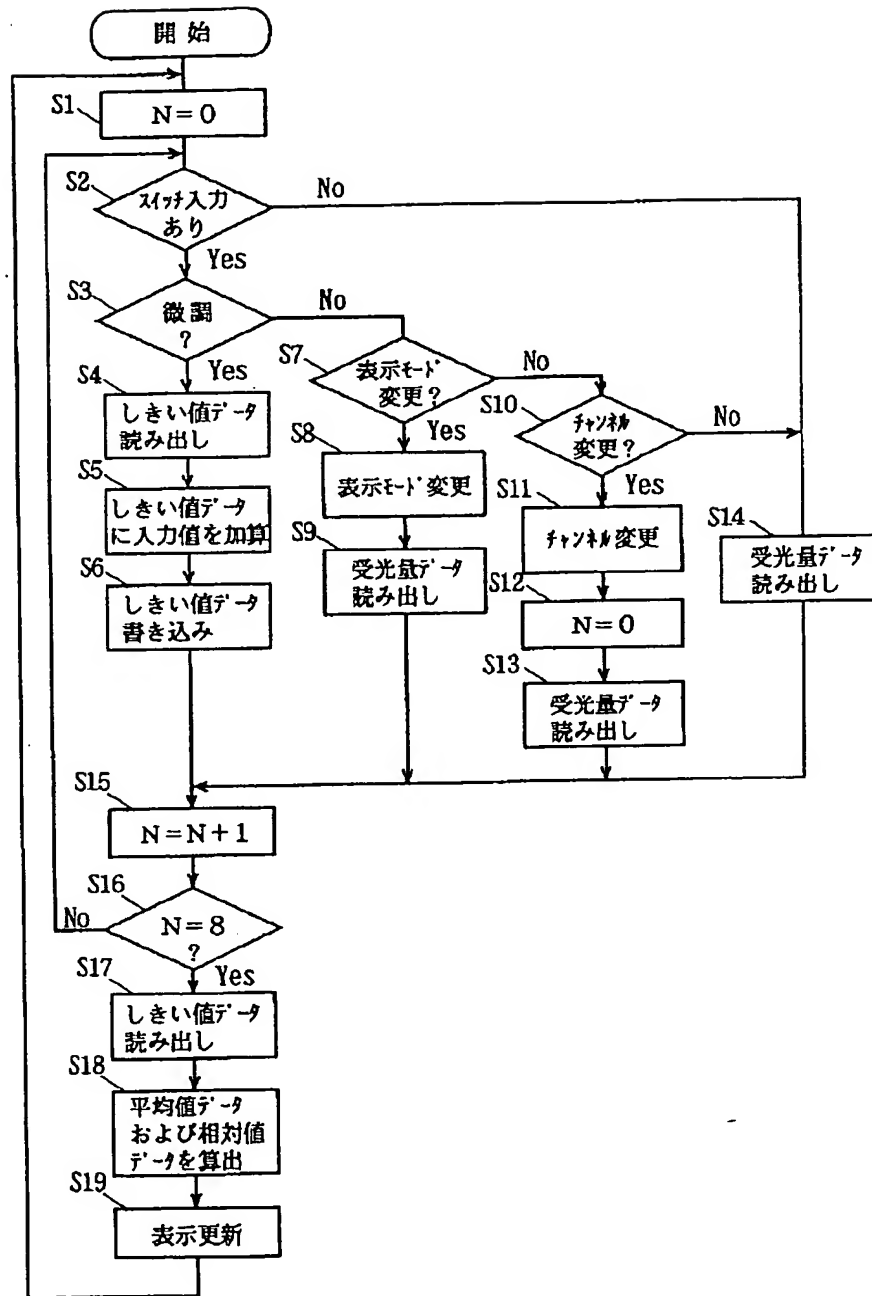 開始
S1
N=0
S2
スイッチ入力
あり
No
Yes
S3
微調
?
No
Yes
S4
しきい値データ
読み出し
S5
しきい値データ
に入力値を加算
S6
しきい値データ
書き込み
S7
表示モード
変更?
No
Yes
S8
表示モード変更
S9
受光量データ
読み出し
S10
チャンネル
変更?
No
Yes
S11
チャンネル変更
S12
N=0
S13
受光量データ
読み出し
S14
受光量データ
読み出し
S15
N=N+1
S16
N=8
?
No
Yes
S17
しきい値データ
読み出し
S18
平均値データ
および相対値
データを算出
S19
表示更新